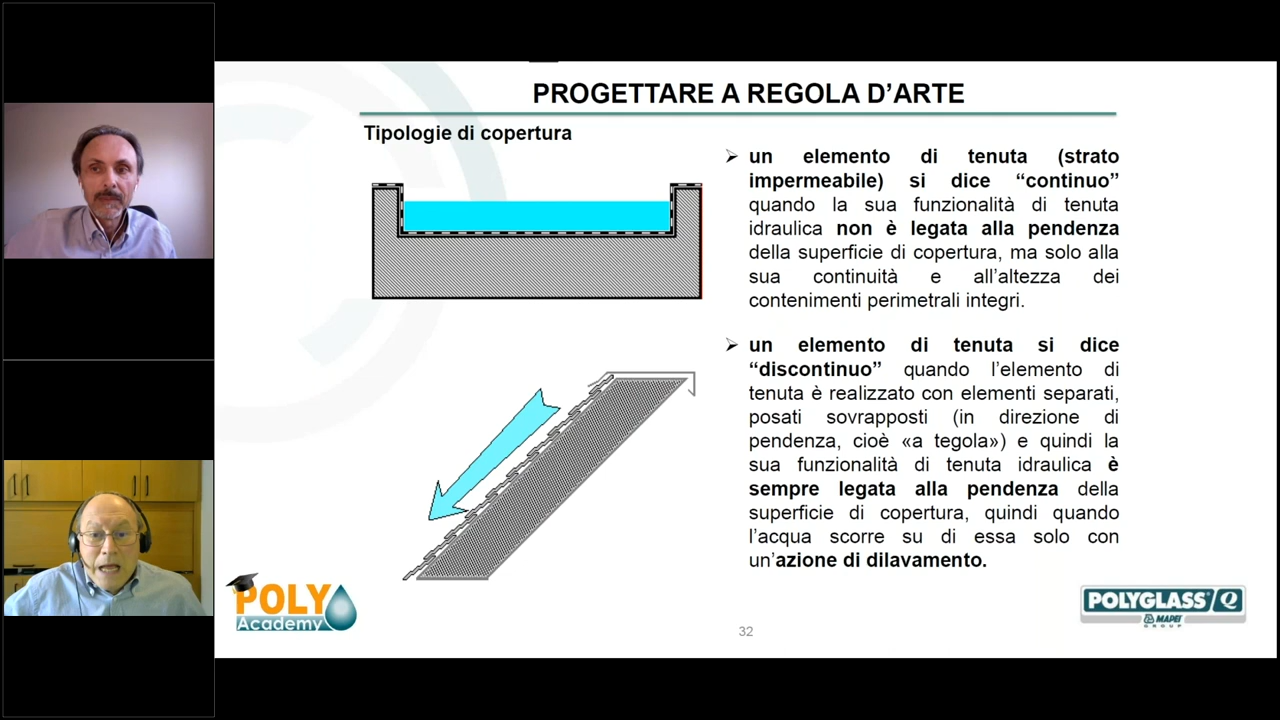 PROGETTARE A REGOLA D’ARTE
Tipologie di copertura
un elemento di tenuta (strato
impermeabile) si dice “continuo”
quando la sua funzionalità di tenuta
idraulica non è legata alla pendenza
della superficie di copertura, ma solo alla
sua continuità e all’altezza dei
contenimenti perimetrali integri.
un elemento di tenuta si dice
“discontinuo” quando l’elemento di
tenuta è realizzato con elementi separati,
posati sovrapposti (in direzione di
pendenza, cioè «a tegola») e quindi la
sua funzionalità di tenuta idraulica è
sempre legata alla pendenza della
superficie di copertura, quindi quando
l’acqua scorre su di essa solo con
un’azione di dilavamento.
POLY
Academy
POLYGLASS® Q
MAPEI
GROUP
32